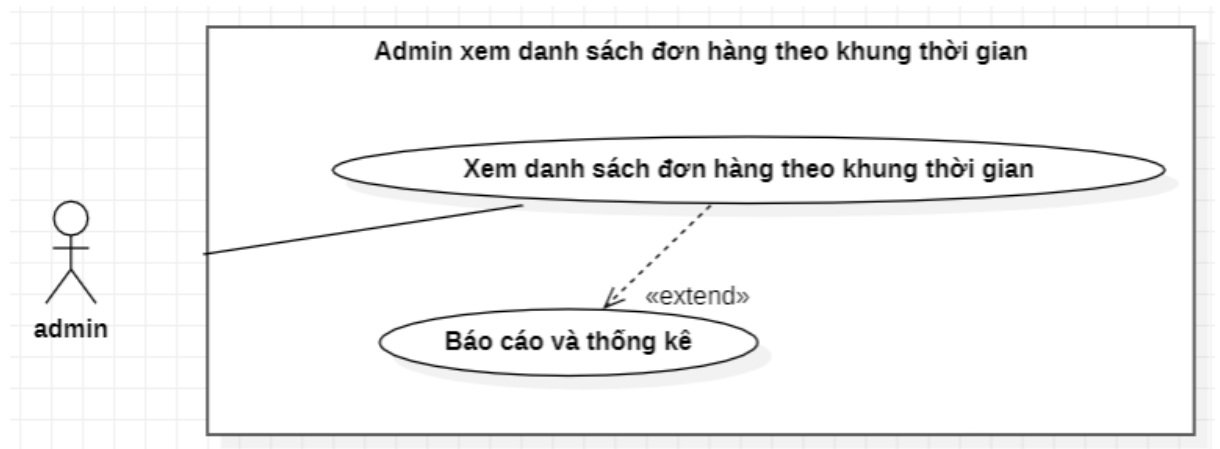 Admin xem danh sách đơn hàng theo khung thời gian
Xem danh sách đơn hàng theo khung thời gian
«extend»
admin
Báo cáo và thống kê